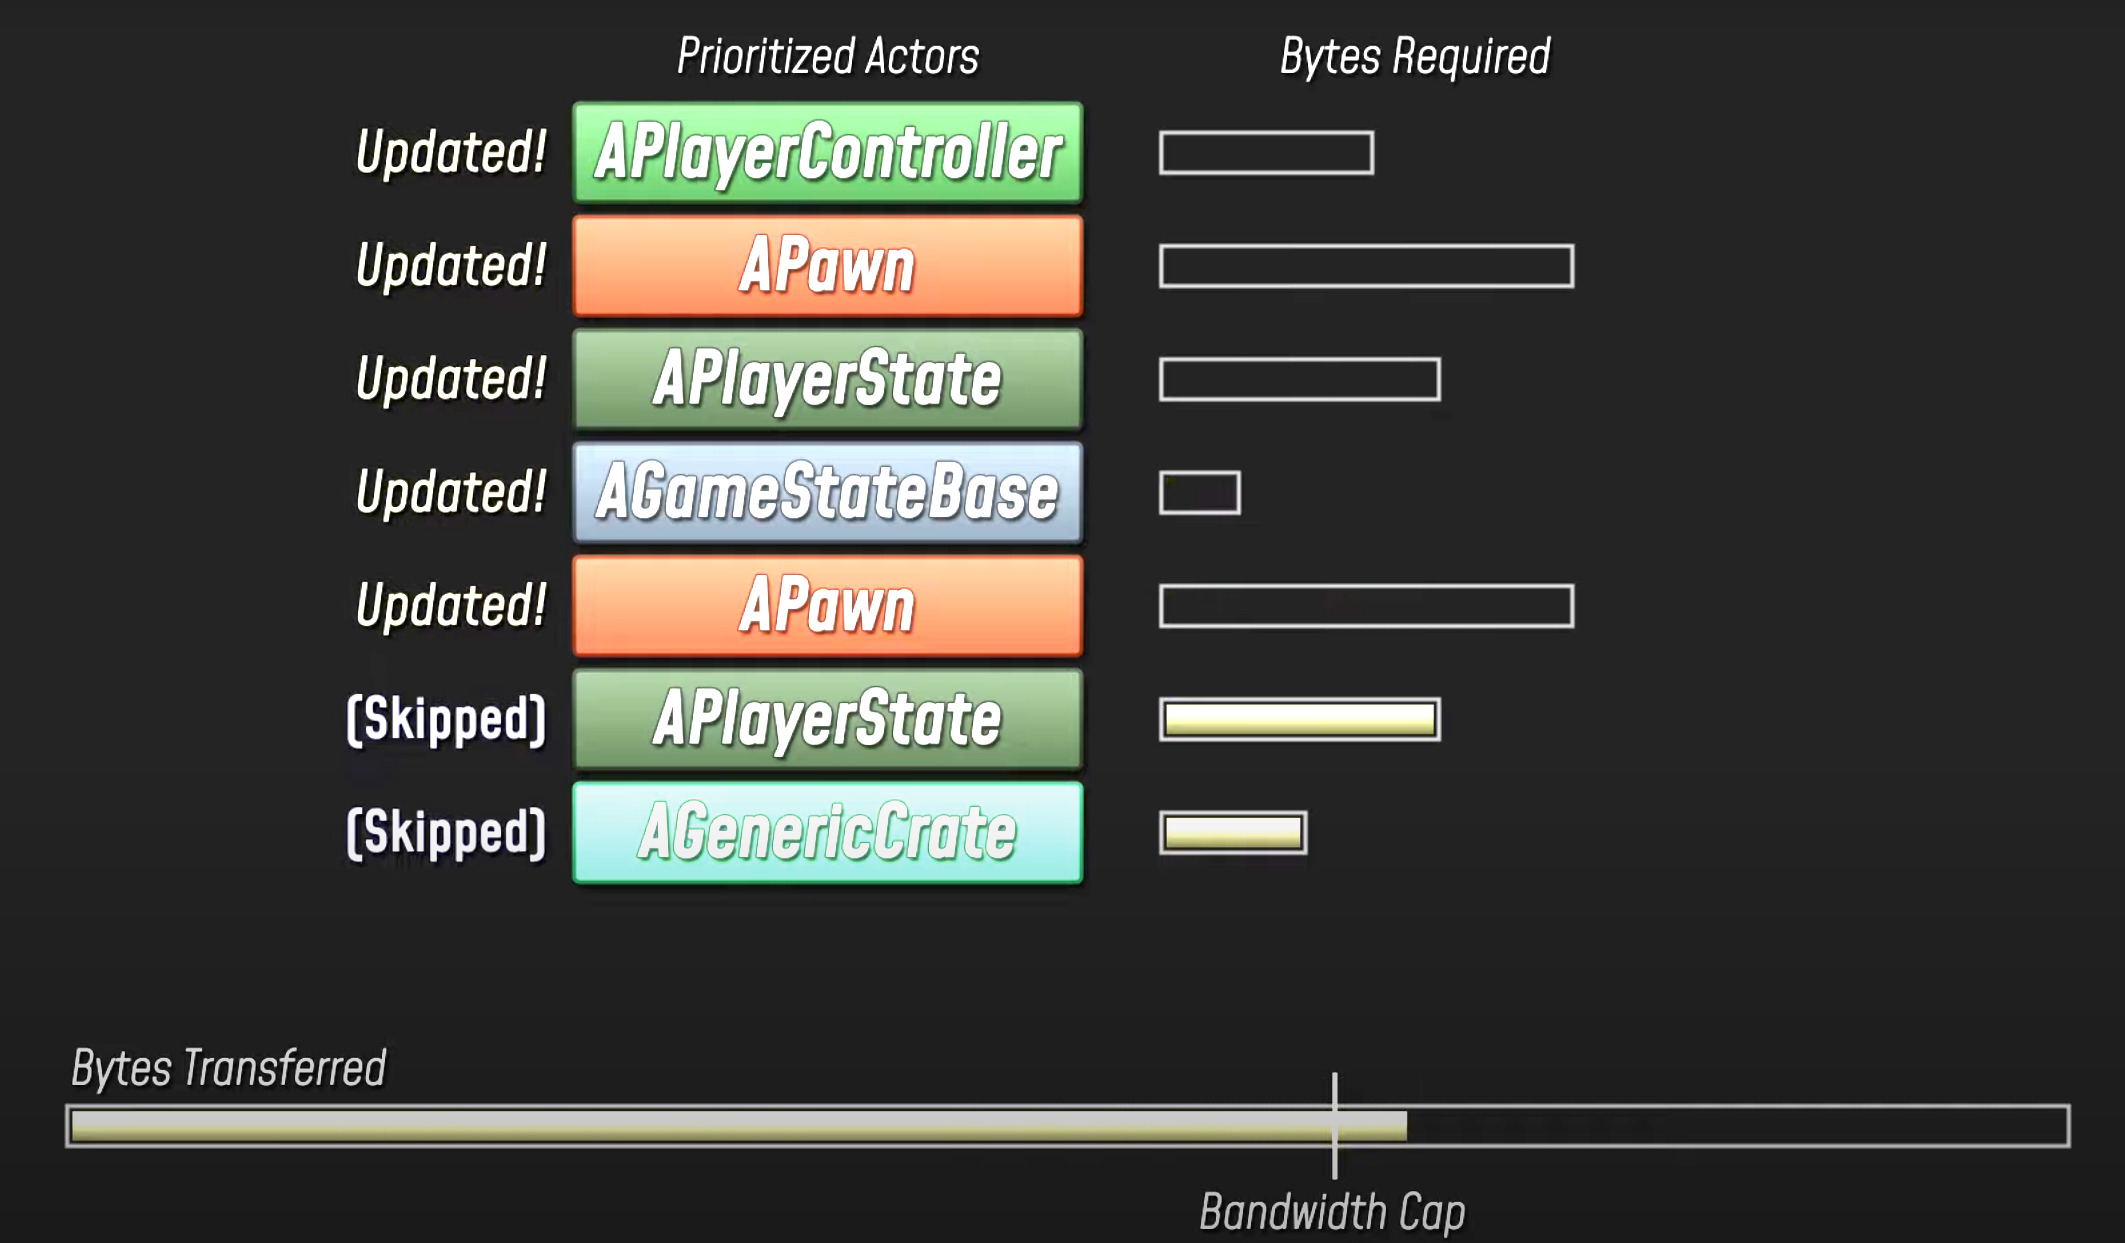 Prioritized Actors Bytes Required
Updated! APlayerController
Updated! APawn
Updated! APlayerState
Updated! AGameStateBase
Updated! APawn
(Skipped) APlayerState
(Skipped) AGenericCrate
Bytes Transferred
Bandwidth Cap